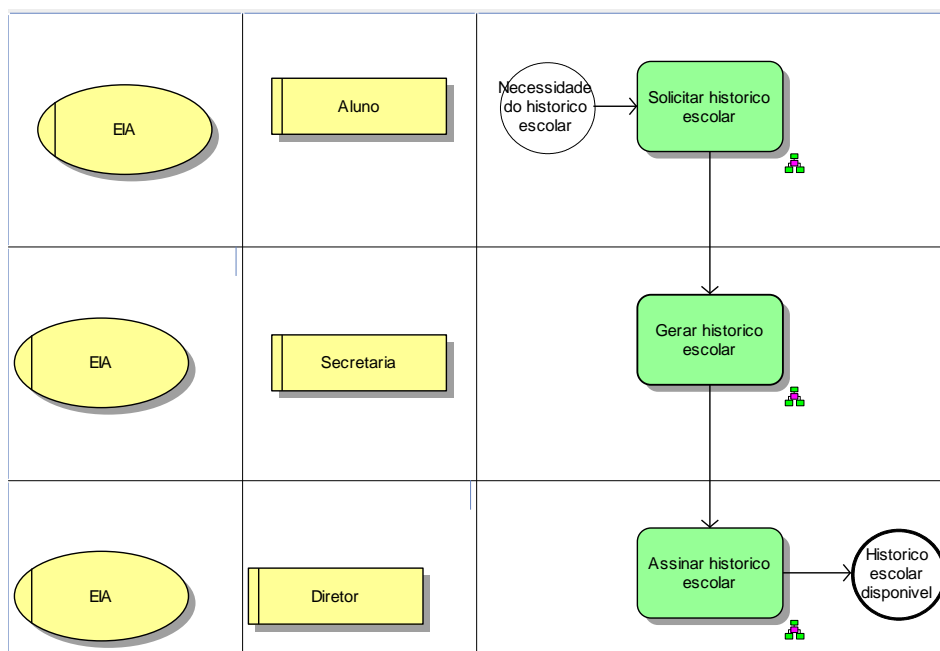 EIA
Aluno
Necessidade
do historico
escolar
Solicitar historico
escolar
EIA
Secretaria
Gerar historico
escolar
EIA
Diretor
Assinar historico
escolar
Historico
escolar
disponivel